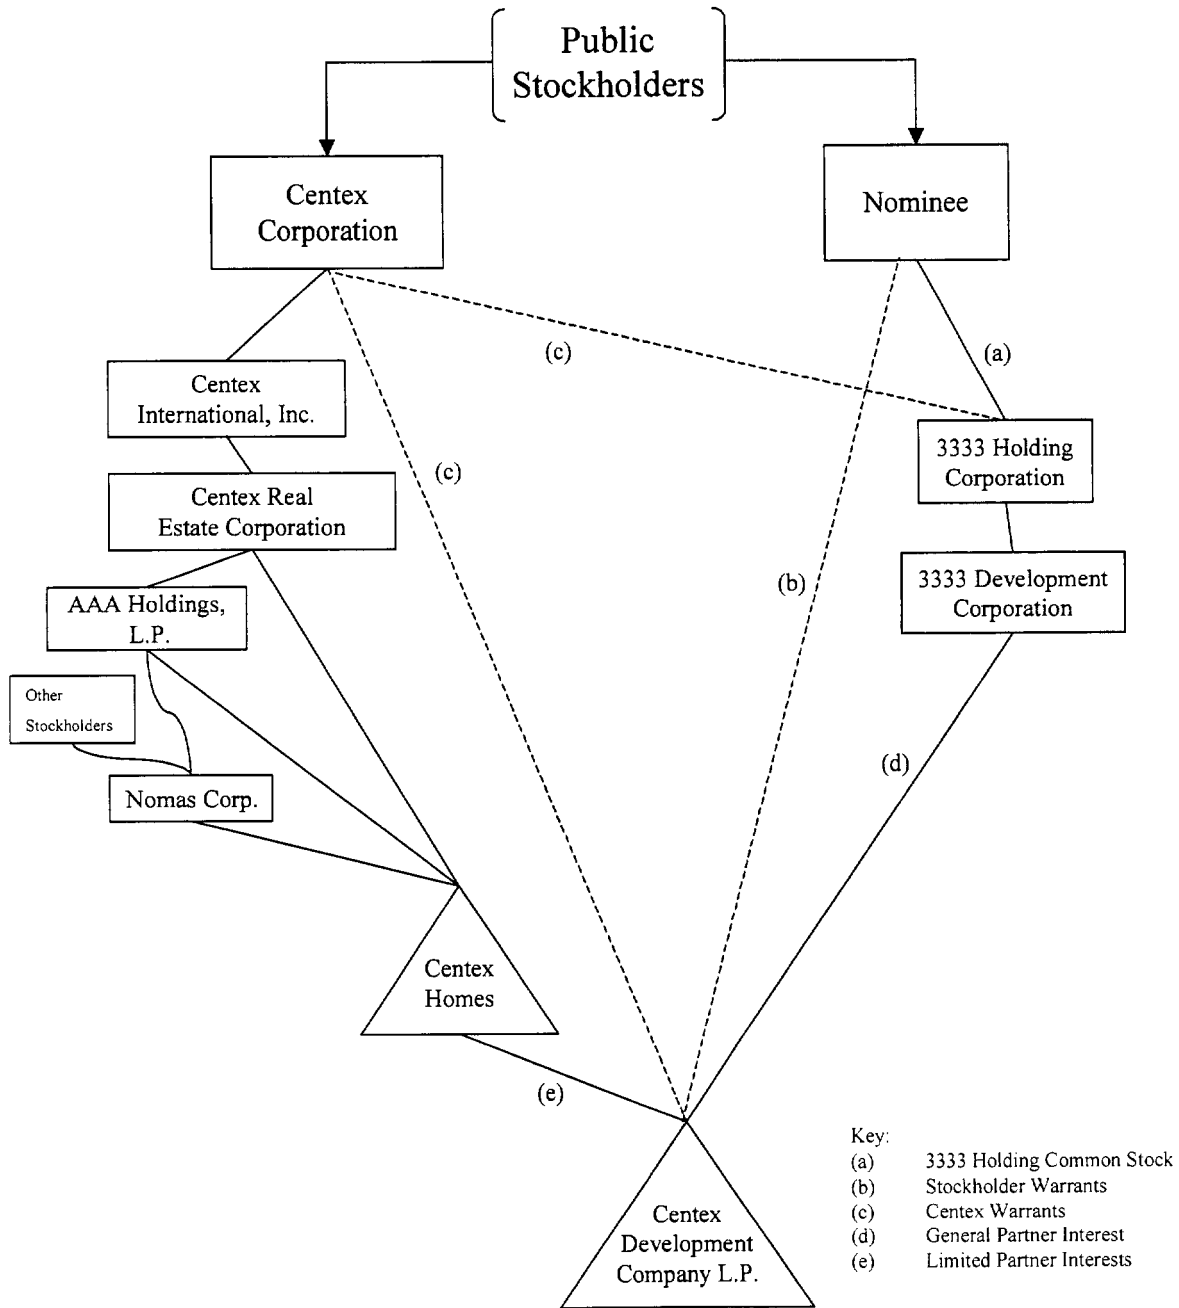 Public
Stockholders
Centex
Corporation
Nominee
(c)
(a)
Centex
International, Inc.
3333 Holding
Corporation
(c)
Centex Real
Estate Corporation
3333 Development
Corporation
(b)
AAA Holdings,
L.P.
Other
Stockholders
(d)
Nomas Corp.
Centex
Homes
(e)
Centex
Development
Company L.P.
Key:
(a) 3333 Holding Common Stock
(b) Stockholder Warrants
(c) Centex Warrants
(d) General Partner Interest
(e) Limited Partner Interests